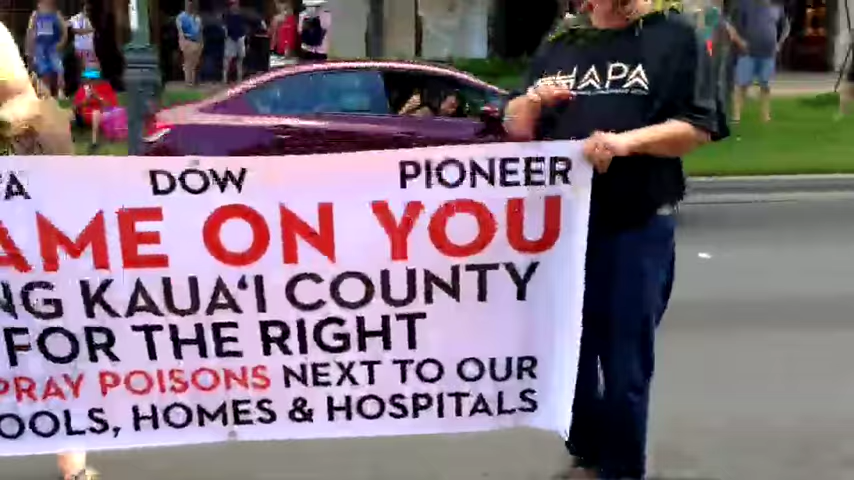 HAPA
DOW PIONEER
AME ON YOU
NG KAUAʻI COUNTY
FOR THE RIGHT
PRAY POISONS NEXT TO OUR
OOLS, HOMES & HOSPITALS